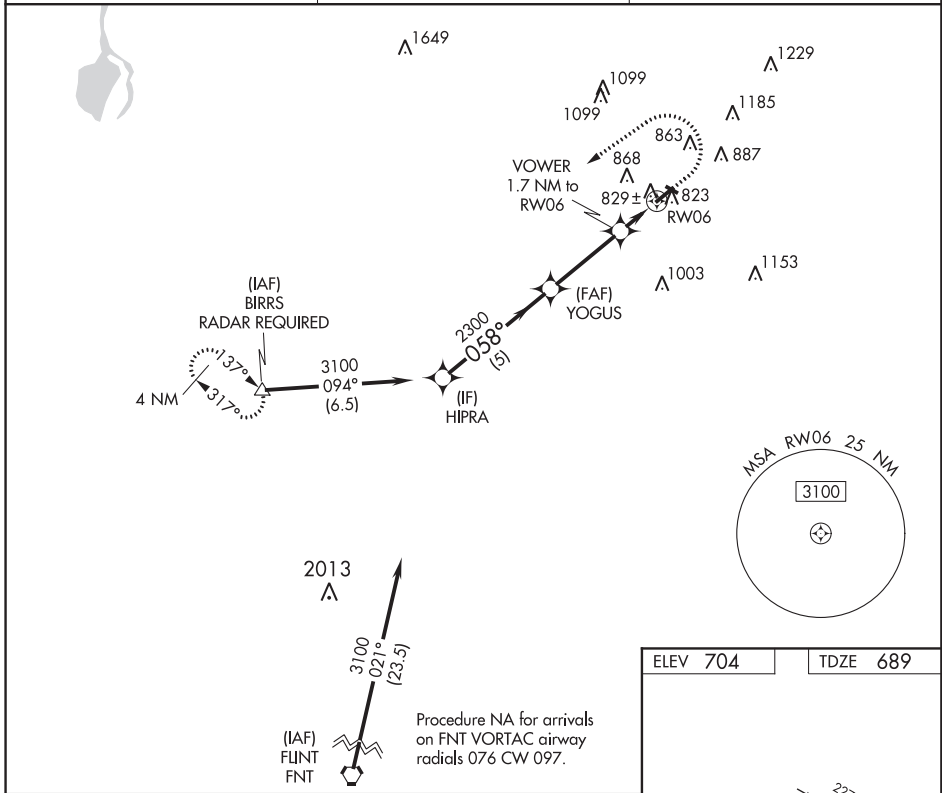 1649
1229
1099
1099
1185
863
887
868
VOWER
1.7 NM to
RW06
829±
823
RW06
1003
1153
(FAF)
YOGUS
(IAF)
BIRRS
RADAR REQUIRED
2300
058°
(5)
137°
317°
4 NM
3100
094°
(6.5)
(IF)
HIPRA
MSA RW06 25 NM
3100
2013
3100
021°
(23.5)
(IAF)
FLINT
FNT
Procedure NA for arrivals
on FNT VORTAC airway
radials 076 CW 097.
ELEV 704
TDZE 689